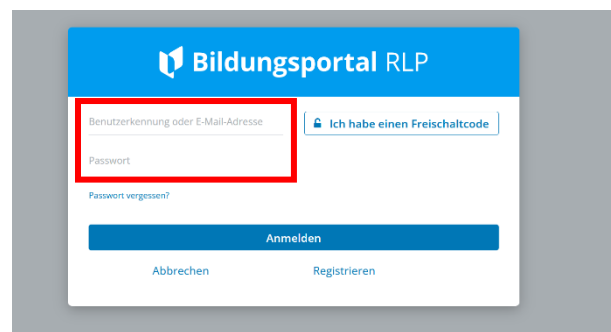 Bildungsportal RLP
Benutzerkennung oder E-Mail-Adresse
Ich habe einen Freischaltcode
Passwort
Passwort vergessen?
Anmelden
Abbrechen
Registrieren